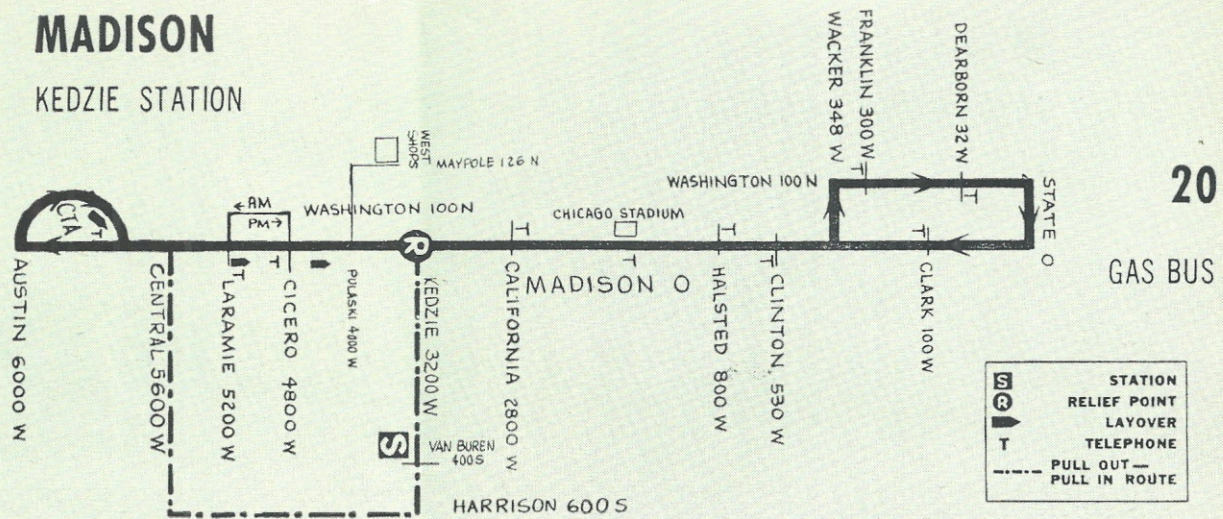 MADISON
KEDZIE STATION
20
GAS BUS
WACKER 348 W
FRANKLIN 300 W
DEARBORN 32 W
STATE O
WEST
SHOPS
MAYPOLE 126 N
WASHINGTON 100 N
T
T
←AM
PM→
WASHINGTON 100N
CHICAGO STADIUM
CTA
T
T
T
R
T
T
T
T
T
T
MADISON O
AUSTIN 6000 W
CENTRAL 5600 W
LARAMIE 5200 W
CICERO 4800 W
PULASKI 4000 W
KEDZIE 3200 W
CALIFORNIA 2800 W
HALSTED 800 W
CLINTON 530 W
CLARK 100 W
S
VAN BUREN
400 S
HARRISON 600 S
S STATION
R RELIEF POINT
LAYOVER
T TELEPHONE
PULL OUT—
PULL IN ROUTE